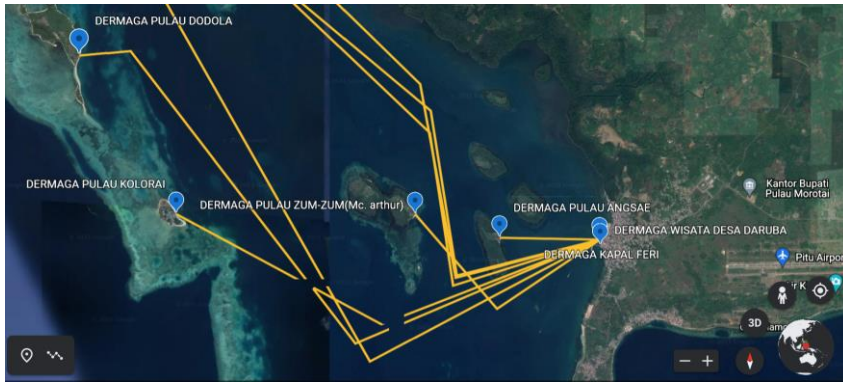 DERMAGA PULAU DODOLA
DERMAGA PULAU KOLORAI
DERMAGA PULAU ZUM-ZUM(Mc. arthur)
DERMAGA PULAU ANGSAE
DERMAGA WISATA DESA DARUBA
DERMAGA KAPAL FERI
Kantor Bupati
Pulau Morotai
Pitu Airpor
3D